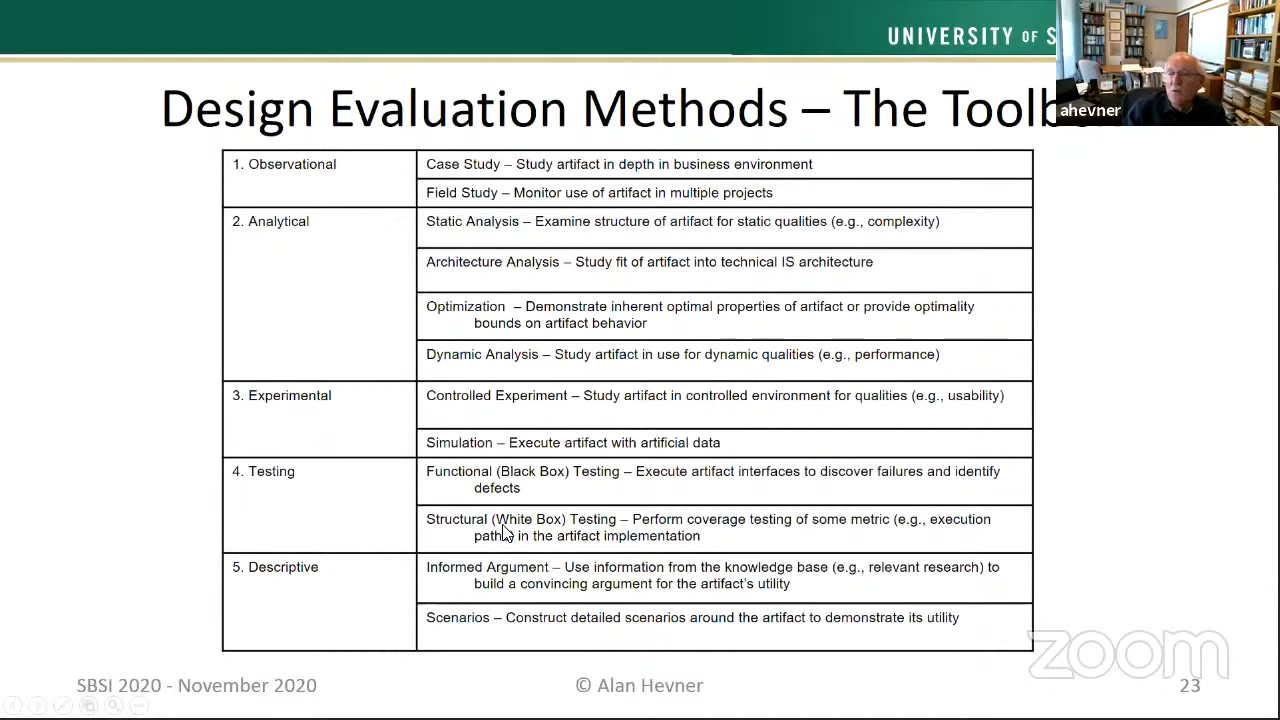 UNIVERSITY OF S
ahevner
Design Evaluation Methods – The
1. Observational
Case Study – Study artifact in depth in business environment
Field Study – Monitor use of artifact in multiple projects
2. Analytical
Static Analysis – Examine structure of artifact for static qualities (e.g., complexity)
Architecture Analysis – Study fit of artifact into technical IS architecture
Optimization – Demonstrate inherent optimal properties of artifact or provide optimality
bounds on artifact behavior
Dynamic Analysis – Study artifact in use for dynamic qualities (e.g., performance)
3. Experimental
Controlled Experiment – Study artifact in controlled environment for qualities (e.g., usability)
Simulation – Execute artifact with artificial data
4. Testing
Functional (Black Box) Testing – Execute artifact interfaces to discover failures and identify
defects
Structural (White Box) Testing – Perform coverage testing of some metric (e.g., execution
in the artifact implementation
5. Descriptive
Informed Argument – Use information from the knowledge base (e.g., relevant research) to
build a convincing argument for the artifact's utility
Scenarios – Construct detailed scenarios around the artifact to demonstrate its utility
zoom
SBSI 2020 - November 2020
© Alan Hevner
23